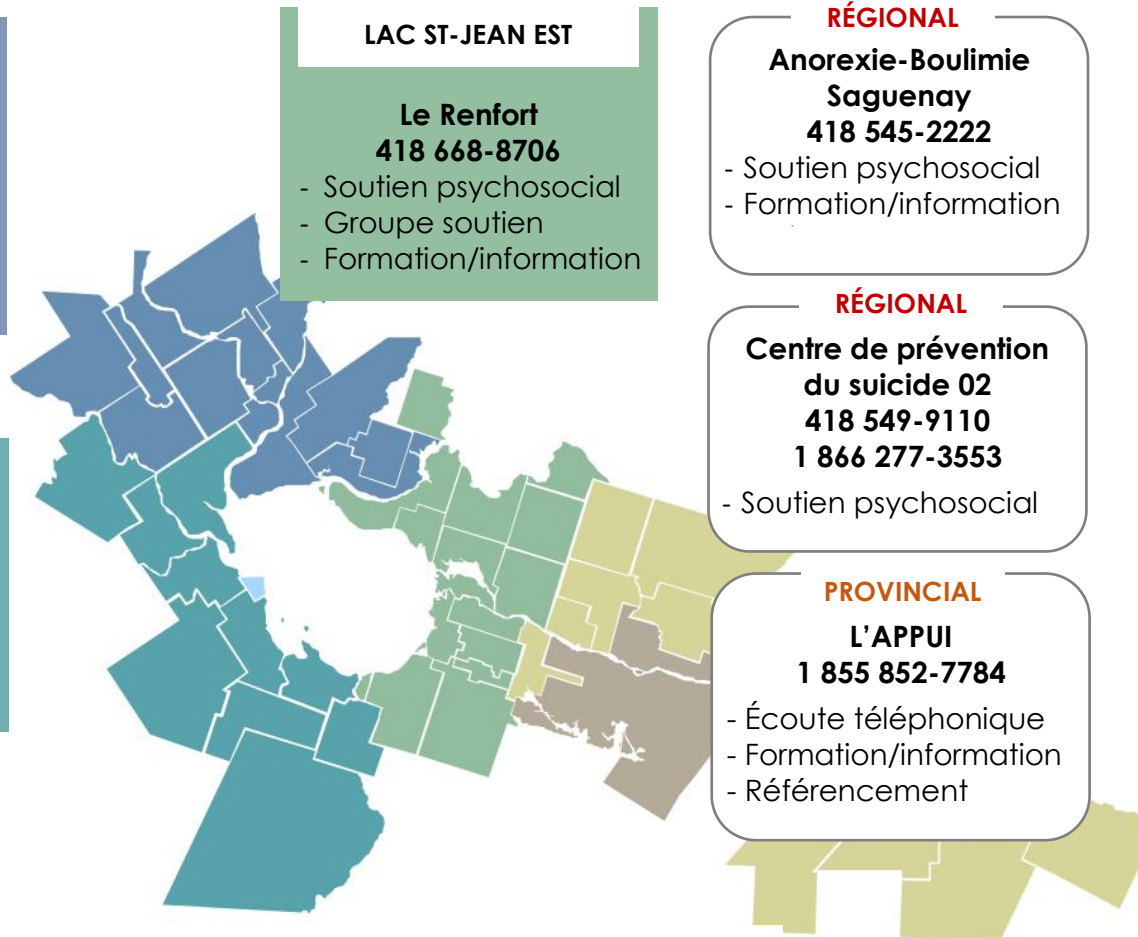 LAC ST-JEAN EST
Le Renfort
418 668-8706
- Soutien psychosocial
- Groupe soutien
- Formation/information
RÉGIONAL
Anorexie-Boulimie
Saguenay
418 545-2222
- Soutien psychosocial
- Formation/information
RÉGIONAL
Centre de prévention
du suicide 02
418 549-9110
1 866 277-3553
- Soutien psychosocial
PROVINCIAL
L'APPUI
1 855 852-7784
- Écoute téléphonique
- Formation/information
- Référencement